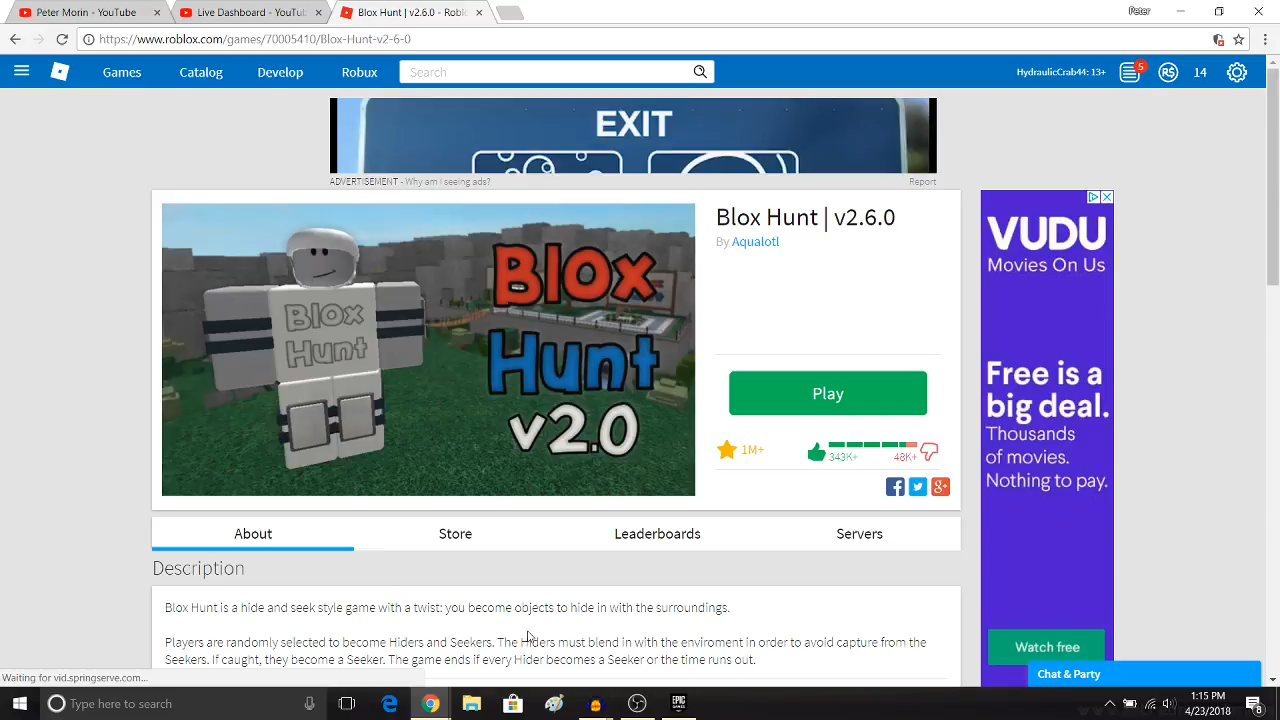 Peter Morin - YouTube
Live Dashboard - YouTub
Blox Hunt | v2.6.0 - Roblo
Peter
https://www.roblox.com/games/70005410/Blox-Hunt-v2-6-0
Games
Catalog
Develop
Robux
Search
HydraulicCrab44: 13+
5
R$
14
EXIT
ADVERTISEMENT - Why am I seeing ads?
Report
Blox Hunt
Blox
Hunt
v2.0
Blox Hunt | v2.6.0
By Aqualotl
Play
1M+
343K+
48K+
VUDU
Movies On Us
Free is a
big deal.
Thousands
of movies.
Nothing to pay.
Watch free
About
Store
Leaderboards
Servers
Description
Blox Hunt is a hide and seek style game with a twist: you become objects to hide in with the surroundings.
Players are randomly selected to become Hiders and Seekers. The Hiders must blend in with the enviroment in order to avoid capture from the
Seekers. If caught, they become a Seeker. The game ends if every Hider becomes a Seeker or the time runs out.
Waiting for vid.springserve.com...
Chat & Party
Type here to search
EPIC
GAMES
1:15 PM
4/23/2018
8